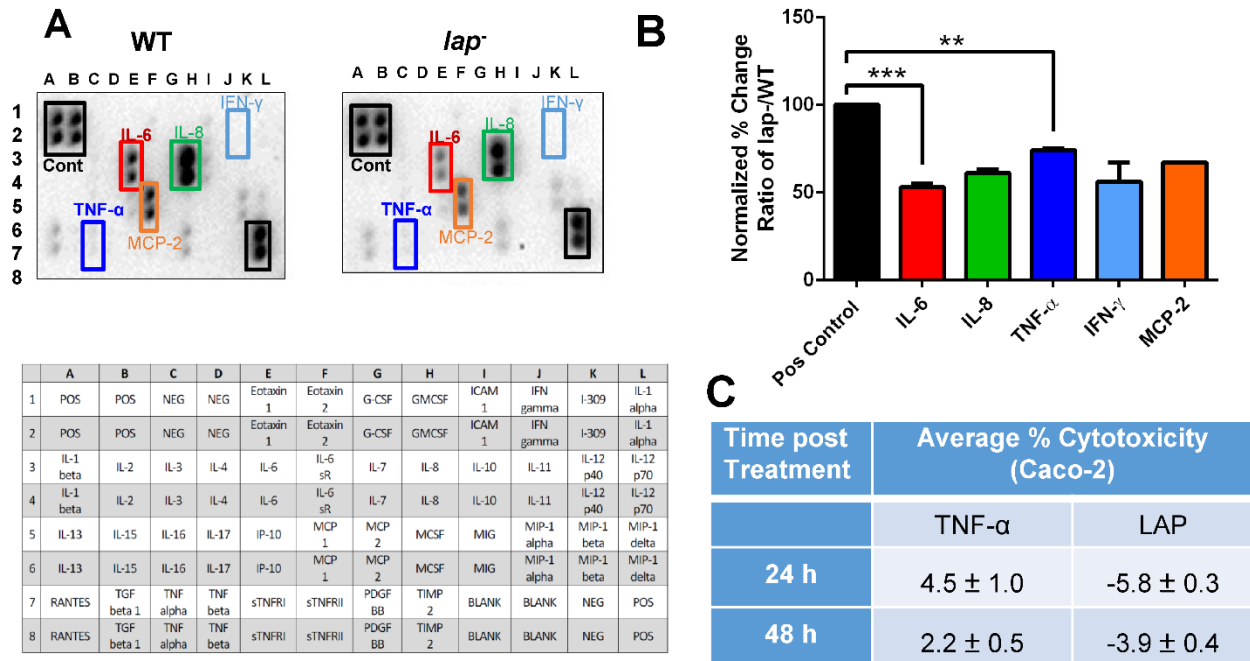 A
WT
A B C D E F G H I J K L
1
2
3
4
5
6
7
8
Cont
IL-6
IL-8
IFN-γ
TNF-α
MCP-2
lap-
A B C D E F G H I J K L
Cont
IL-6
IL-8
IFN-γ
TNF-α
MCP-2
B
Normalized % Change
Ratio of lap-/WT
150
100
50
0
***
**
Pos Control
IL-6
IL-8
TNF-α
IFN-γ
MCP-2
A B C D E F G H I J K L
1 POS POS NEG NEG Eotaxin 1 Eotaxin 2 G-CSF GMCSF ICAM 1 IFN gamma I-309 IL-1 alpha
2 POS POS NEG NEG Eotaxin 1 Eotaxin 2 G-CSF GMCSF ICAM 1 IFN gamma I-309 IL-1 alpha
3 IL-1 beta IL-2 IL-3 IL-4 IL-6 IL-6 sR IL-7 IL-8 IL-10 IL-11 IL-12 p40 IL-12 p70
4 IL-1 beta IL-2 IL-3 IL-4 IL-6 IL-6 sR IL-7 IL-8 IL-10 IL-11 IL-12 p40 IL-12 p70
5 IL-13 IL-15 IL-16 IL-17 IP-10 MCP 1 MCP 2 MCSF MIG MIP-1 alpha MIP-1 beta MIP-1 delta
6 IL-13 IL-15 IL-16 IL-17 IP-10 MCP 1 MCP 2 MCSF MIG MIP-1 alpha MIP-1 beta MIP-1 delta
7 RANTES TGF beta 1 TNF alpha TNF beta sTNFRI sTNFRII PDGF BB TIMP 2 BLANK BLANK NEG POS
8 RANTES TGF beta 1 TNF alpha TNF beta sTNFRI sTNFRII PDGF BB TIMP 2 BLANK BLANK NEG POS
C
Time post Treatment
Average % Cytotoxicity (Caco-2)
TNF-α LAP
24 h 4.5 ± 1.0 -5.8 ± 0.3
48 h 2.2 ± 0.5 -3.9 ± 0.4